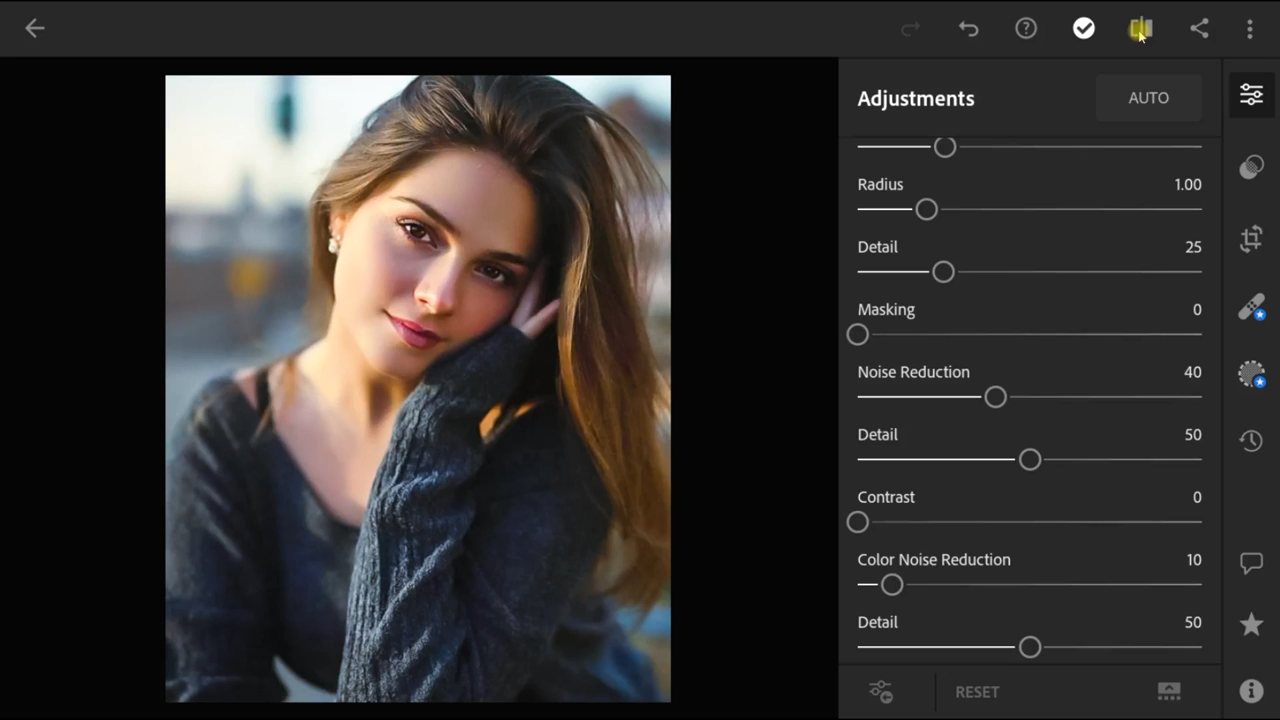 Adjustments
AUTO
Radius 1.00
Detail 25
Masking 0
Noise Reduction 40
Detail 50
Contrast 0
Color Noise Reduction 10
Detail 50
RESET